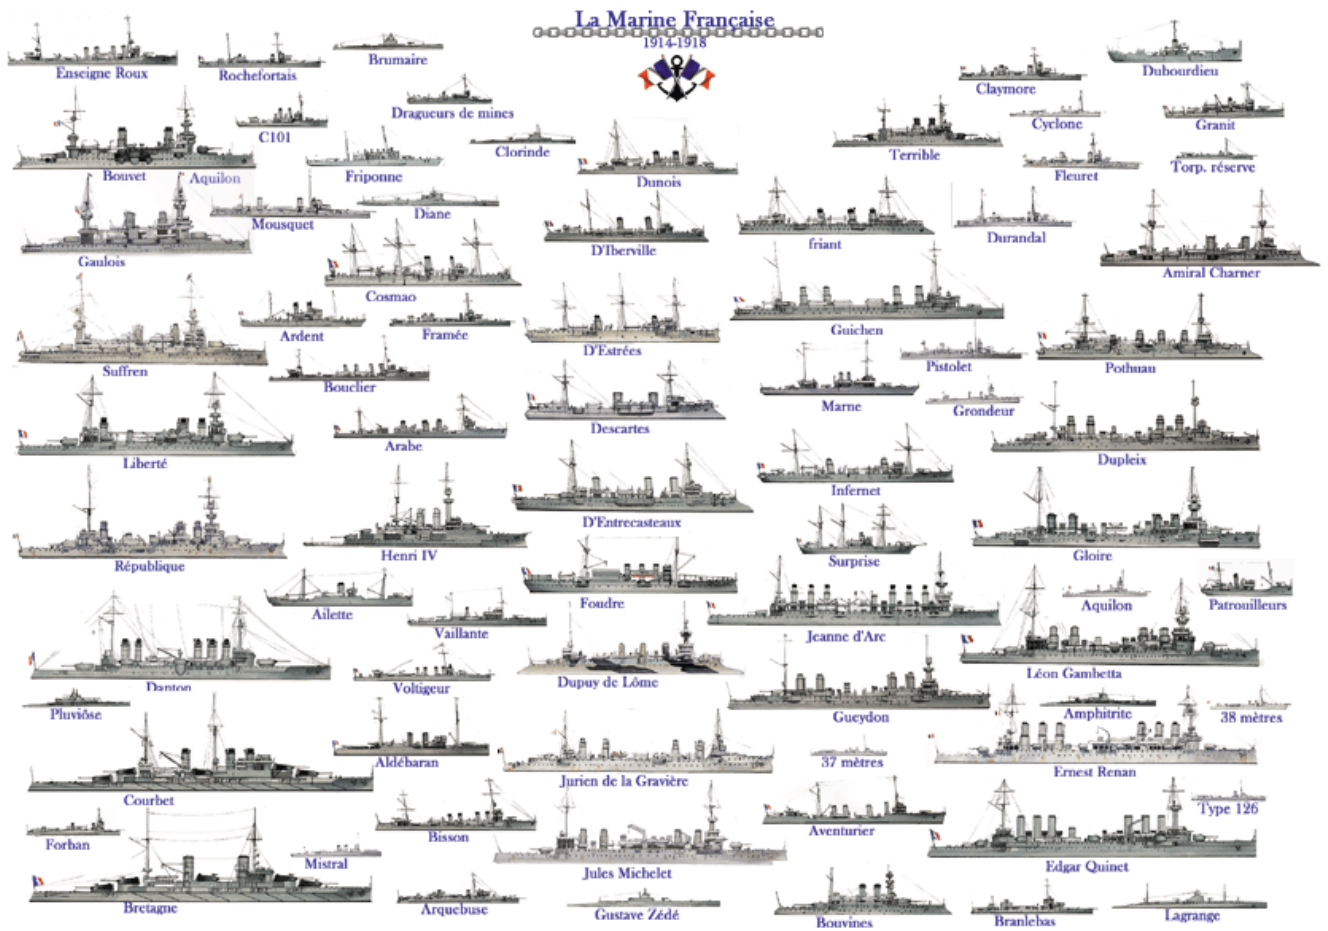 La Marine Française
1914-1918
Enseigne Roux
Rochefortais
Brumaire
Claymore
Dubourdieu
Dragueurs de mines
C101
Clorinde
Cyclone
Granit
Terrible
Bouvet
Aquilon
Friponne
Dunois
Fleuret
Torp. réserve
Mousquet
Diane
D'Iberville
friant
Durandal
Gaulois
Amiral Charner
Cosmao
Ardent
Framée
D'Estrées
Guichen
Suffren
Bouclier
Pistolet
Pothuau
Marne
Grondeur
Descartes
Arabe
Liberté
Dupleix
Infernet
D'Entrecasteaux
Henri IV
République
Surprise
Gloire
Foudre
Ailette
Aquilon
Patrouilleurs
Vaillante
Jeanne d'Arc
Léon Gambetta
Danton
Voltigeur
Dupuy de Lôme
Pluviôse
Gueydon
Amphitrite
38 mètres
Aldébaran
37 mètres
Ernest Renan
Jurien de la Gravière
Courbet
Type 126
Forban
Bisson
Aventurier
Mistral
Jules Michelet
Edgar Quinet
Bretagne
Arquebuse
Gustave Zédé
Bouvines
Branlebas
Lagrange